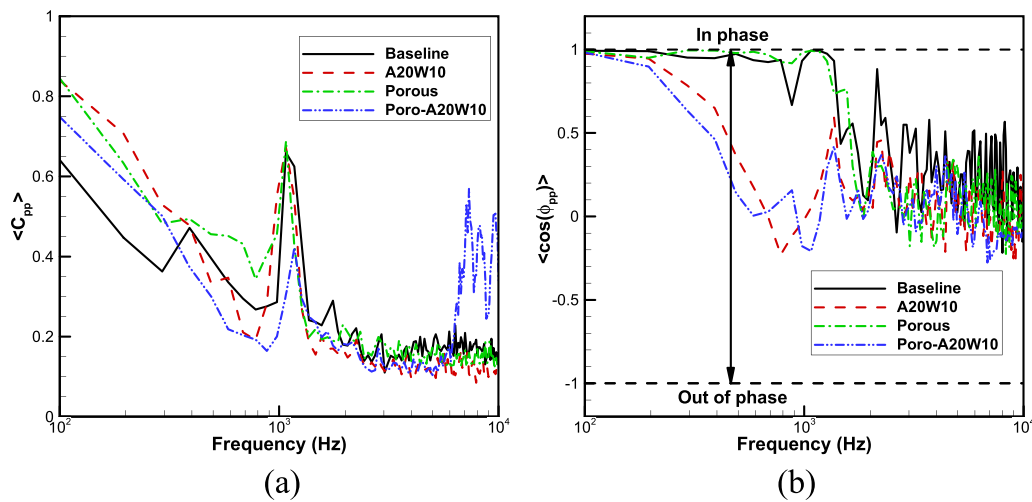 1
0.8
0.6
0.4
0.2
0
<C_pp>
10^2
10^3
10^4
Frequency (Hz)
Baseline
A20W10
Porous
Poro-A20W10
(a)
1
0.5
0
-0.5
-1
<cos(ϕ_pp)>
In phase
Out of phase
Baseline
A20W10
Porous
Poro-A20W10
10^2
10^3
10^4
Frequency (Hz)
(b)